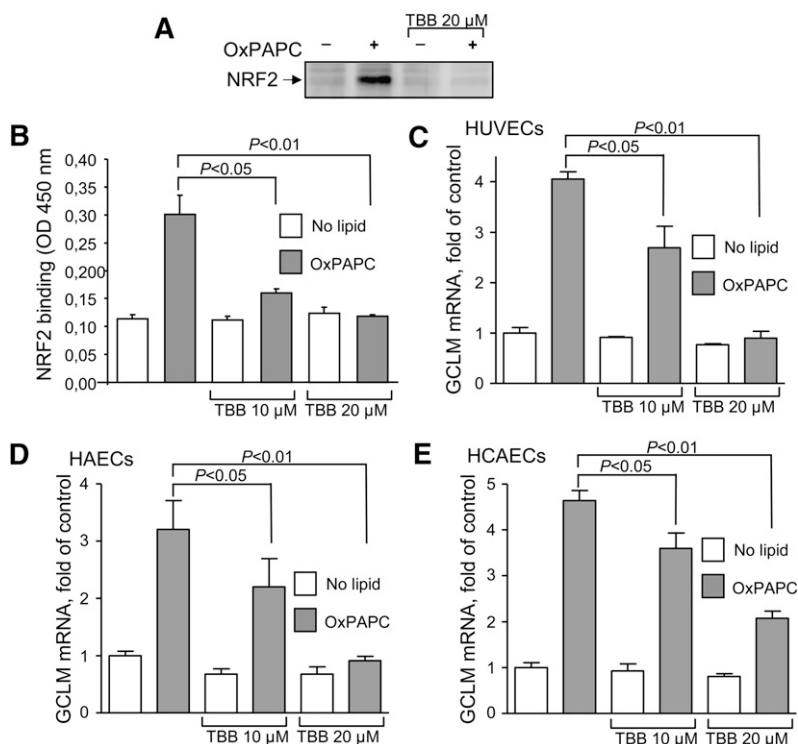 A
TBB 20 µM
OxPAPC – + – +
NRF2
B
P<0.01
P<0.05
NRF2 binding (OD 450 nm
0,40
0,35
0,30
0,25
0,200
0,15
0,10
0,05
0,00
No lipid
OxPAPC
TBB 10 µM TBB 20 µM
C
HUVECs
P<0.01
P<0.05
GCLM mRNA, fold of control
4
3
2
1
0
No lipid
OxPAPC
TBB 10 µM TBB 20 µM
D
HAECs
P<0.01
P<0.05
GCLM mRNA, fold of control
4
3
2
1
0
No lipid
OxPAPC
TBB 10 µM TBB 20 µM
E
HCAECs
P<0.01
P<0.05
GCLM mRNA, fold of control
5
4
3
2
1
0
No lipid
OxPAPC
TBB 10 µM TBB 20 µM